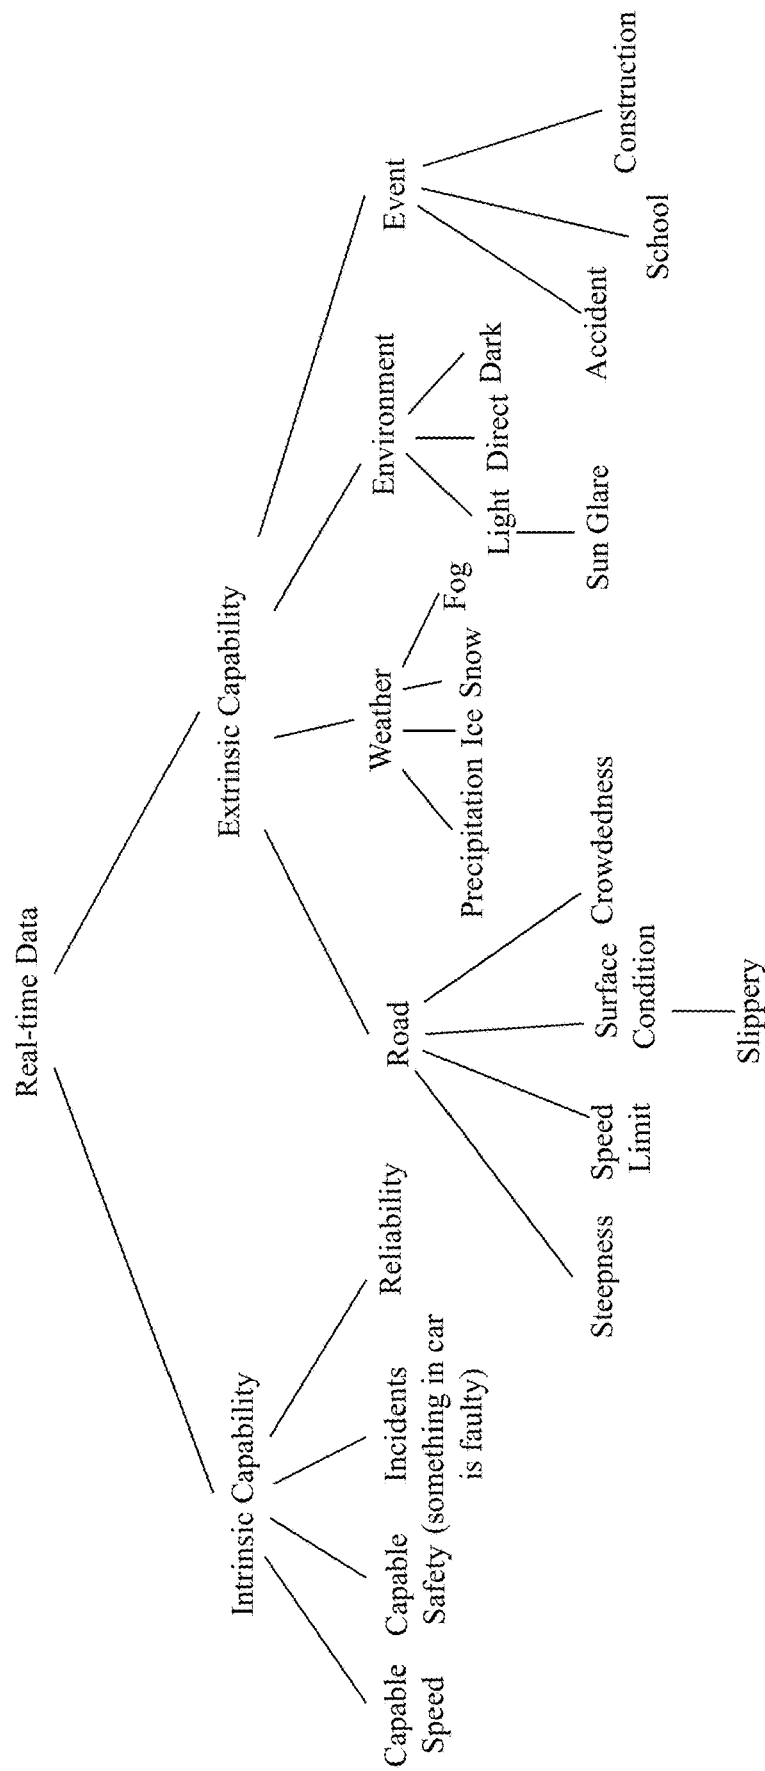 Real-time Data
Intrinsic Capability
Extrinsic Capability
Capable
Speed
Capable
Safety
Incidents
(something in car
is faulty)
Reliability
Road
Weather
Environment
Event
Steepness
Speed
Limit
Surface
Condition
Slippery
Crowdedness
Precipitation
Ice
Snow
Fog
Light
Direct
Dark
Sun Glare
Accident
School
Construction